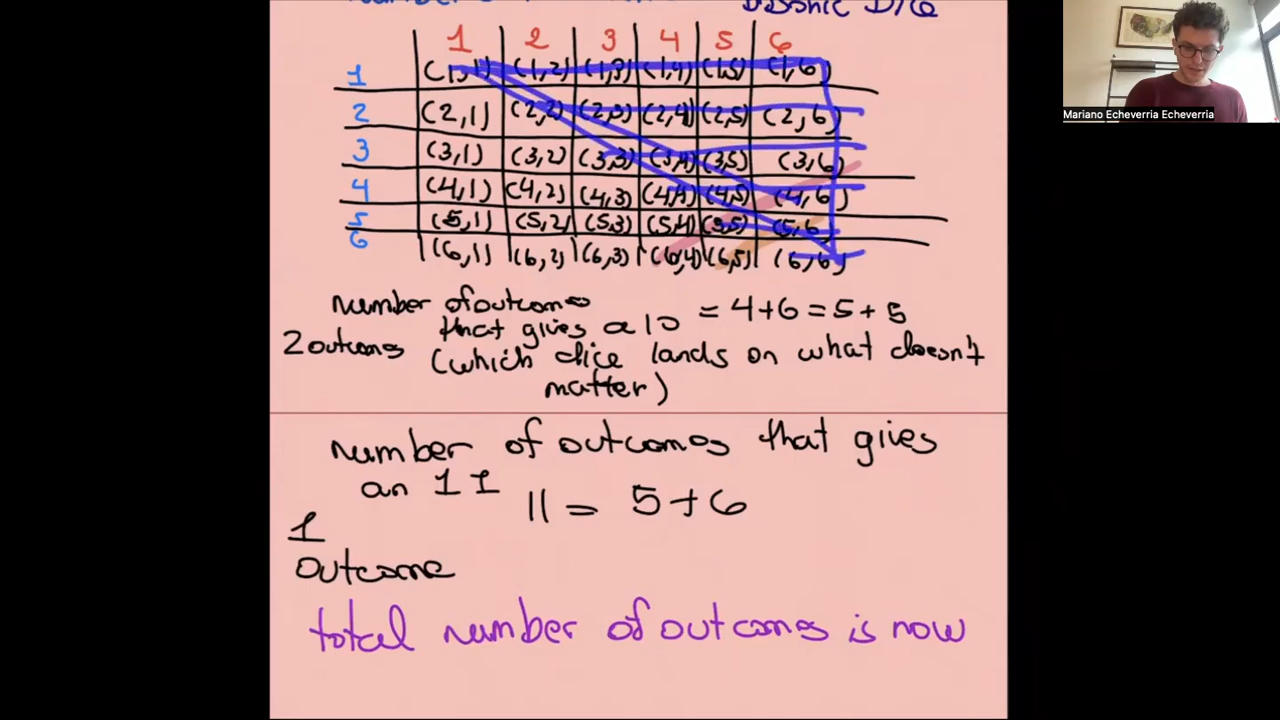 Bosonic Dice
1 2 3 4 5 6
1 (1,1) (1,2) (1,3) (1,4) (1,5) (1,6)
2 (2,1) (2,2) (2,3) (2,4) (2,5) (2,6)
3 (3,1) (3,2) (3,3) (3,4) (3,5) (3,6)
4 (4,1) (4,2) (4,3) (4,4) (4,5) (4,6)
5 (5,1) (5,2) (5,3) (5,4) (5,5) (5,6)
6 (6,1) (6,2) (6,3) (6,4) (6,5) (6,6)
number of outcomes
that gives a 10 = 4+6 = 5+5
2 outcomes (which dice lands on what doesn't
matter)
number of outcomes that gives
an 11
11 = 5+6
1
outcome
total number of outcomes is now
Mariano Echeverria Echeverria